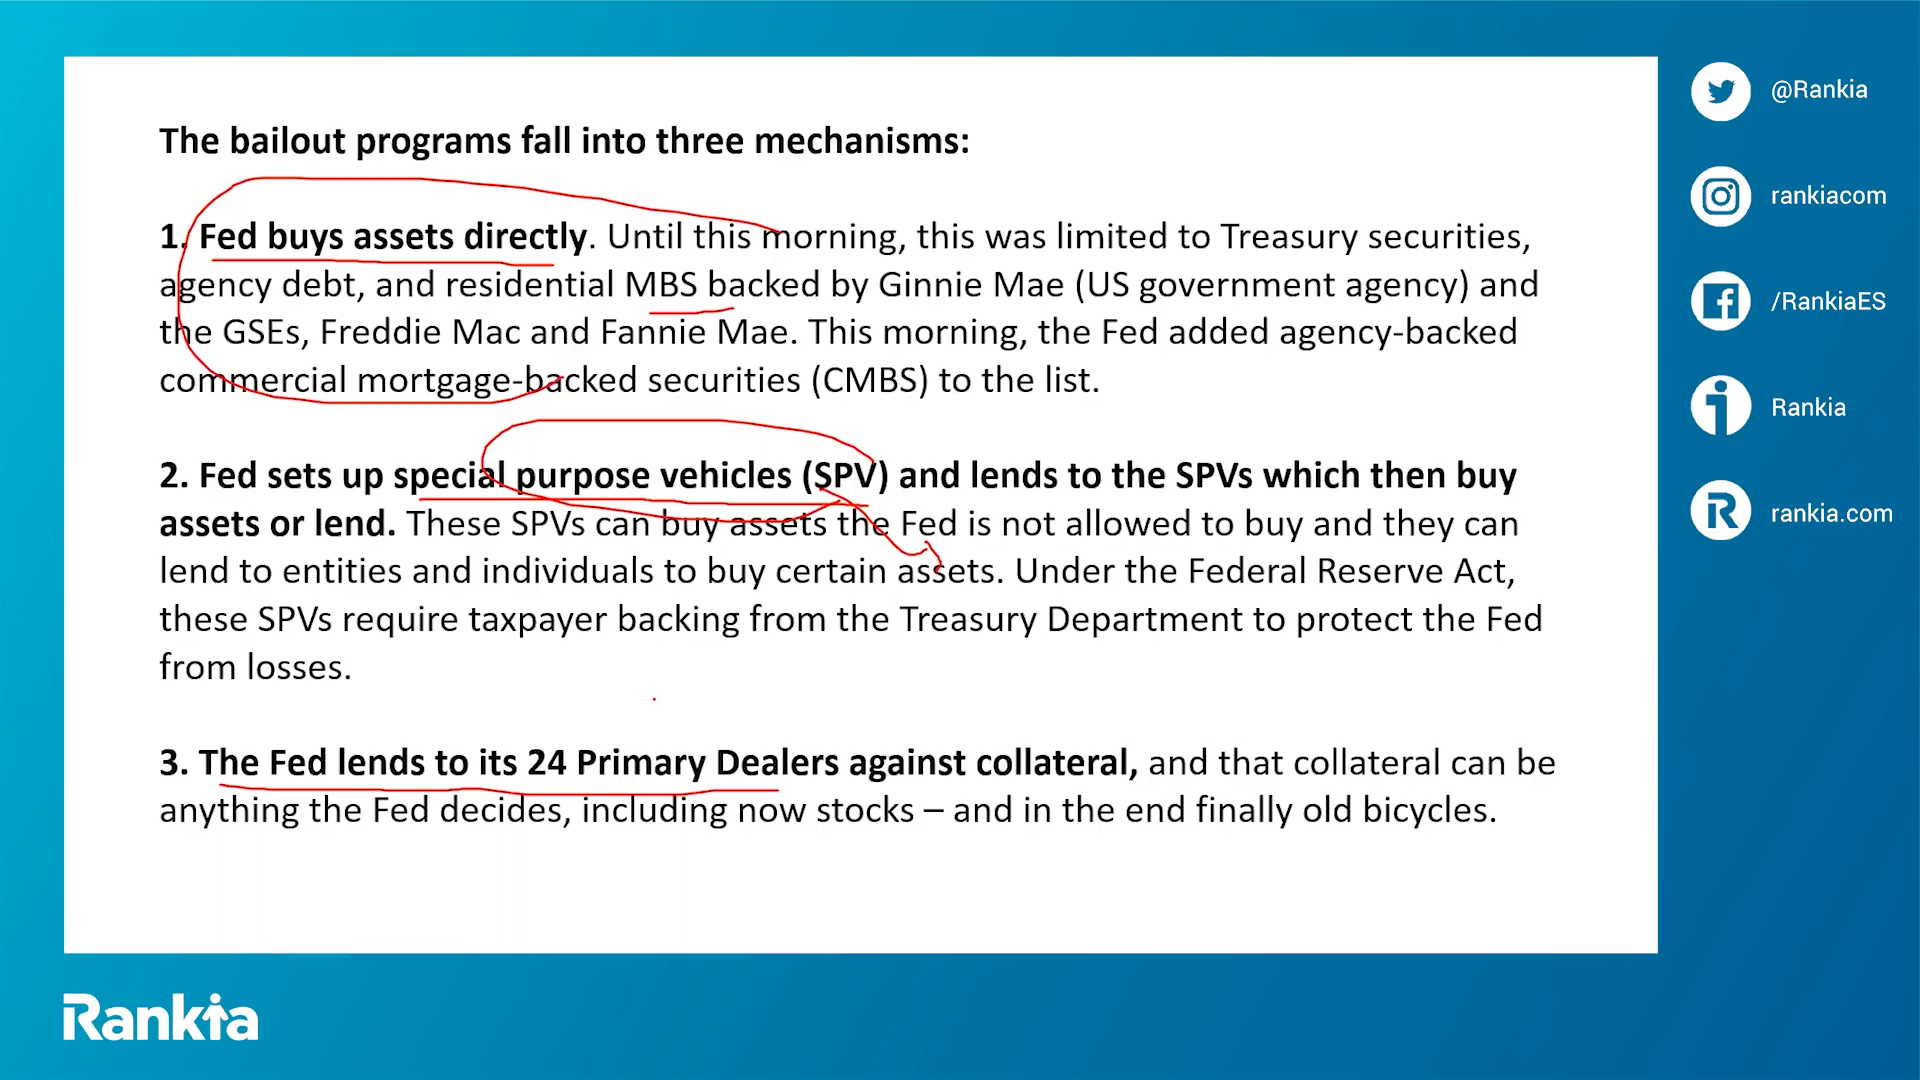 The bailout programs fall into three mechanisms:
1. Fed buys assets directly. Until this morning, this was limited to Treasury securities,
agency debt, and residential MBS backed by Ginnie Mae (US government agency) and
the GSEs, Freddie Mac and Fannie Mae. This morning, the Fed added agency-backed
commercial mortgage-backed securities (CMBS) to the list.
2. Fed sets up special purpose vehicles (SPV) and lends to the SPVs which then buy
assets or lend. These SPVs can buy assets the Fed is not allowed to buy and they can
lend to entities and individuals to buy certain assets. Under the Federal Reserve Act,
these SPVs require taxpayer backing from the Treasury Department to protect the Fed
from losses.
3. The Fed lends to its 24 Primary Dealers against collateral, and that collateral can be
anything the Fed decides, including now stocks – and in the end finally old bicycles.
@Rankia
rankiacom
/RankiaES
Rankia
rankia.com
Rankia